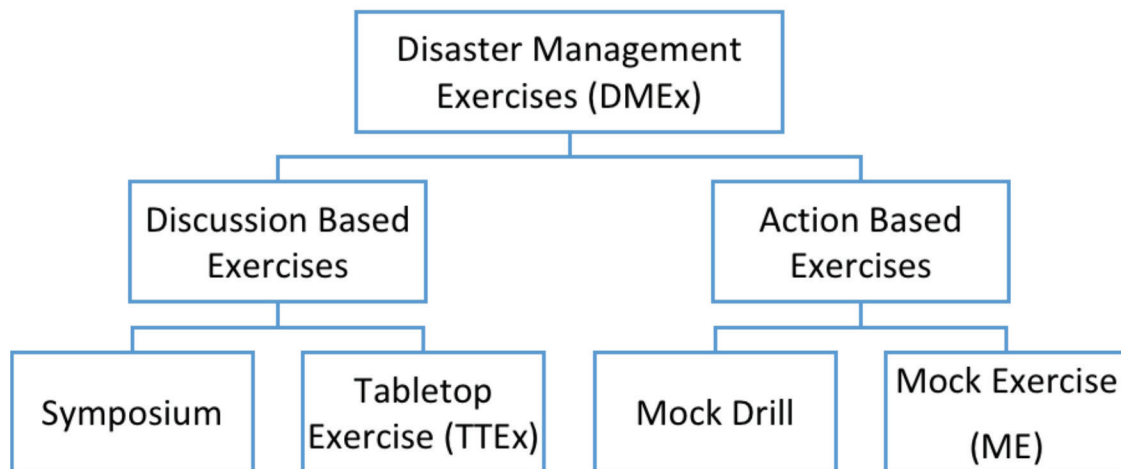 Disaster Management
Exercises (DMEx)
Discussion Based
Exercises
Action Based
Exercises
Symposium
Tabletop
Exercise (TTEx)
Mock Drill
Mock Exercise
(ME)